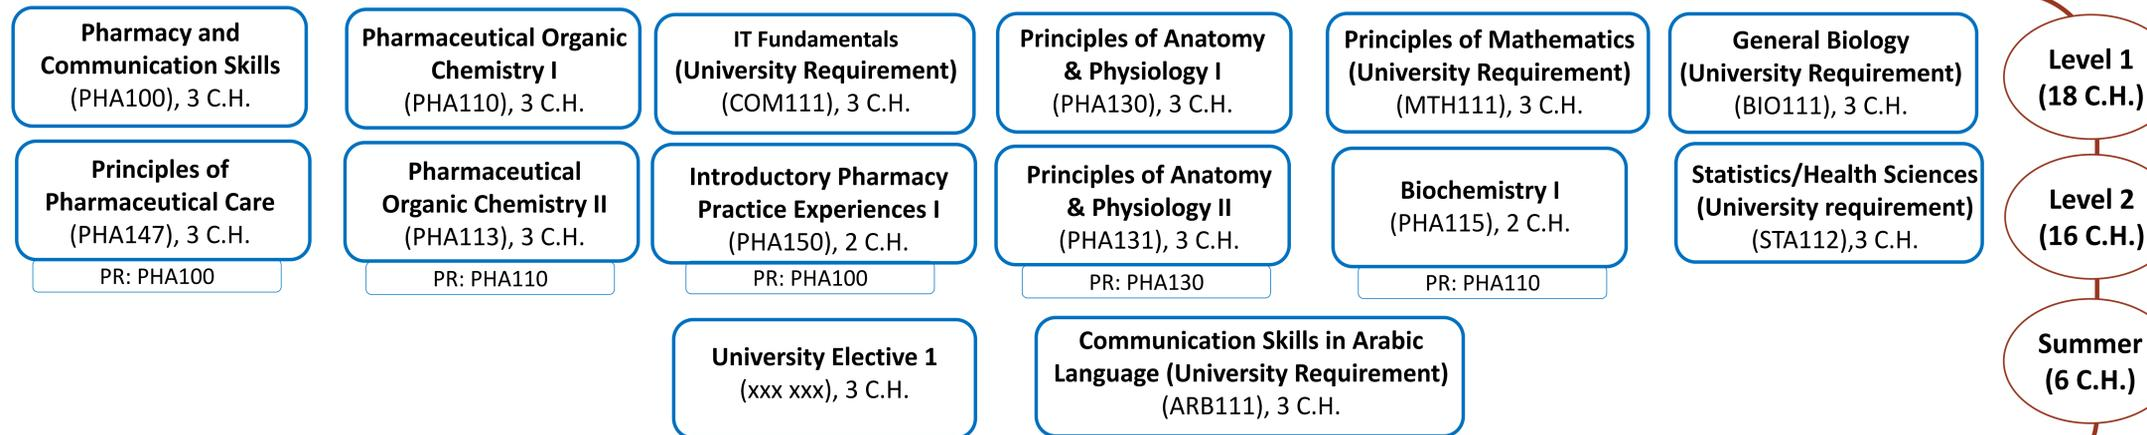 Pharmacy and
Communication Skills
(PHA100), 3 C.H.
Pharmaceutical Organic
Chemistry I
(PHA110), 3 C.H.
IT Fundamentals
(University Requirement)
(COM111), 3 C.H.
Principles of Anatomy
& Physiology I
(PHA130), 3 C.H.
Principles of Mathematics
(University Requirement)
(MTH111), 3 C.H.
General Biology
(University Requirement)
(BIO111), 3 C.H.
Level 1
(18 C.H.)
Principles of
Pharmaceutical Care
(PHA147), 3 C.H.
PR: PHA100
Pharmaceutical
Organic Chemistry II
(PHA113), 3 C.H.
PR: PHA110
Introductory Pharmacy
Practice Experiences I
(PHA150), 2 C.H.
PR: PHA100
Principles of Anatomy
& Physiology II
(PHA131), 3 C.H.
PR: PHA130
Biochemistry I
(PHA115), 2 C.H.
PR: PHA110
Statistics/Health Sciences
(University requirement)
(STA112),3 C.H.
Level 2
(16 C.H.)
University Elective 1
(xxx xxx), 3 C.H.
Communication Skills in Arabic
Language (University Requirement)
(ARB111), 3 C.H.
Summer
(6 C.H.)